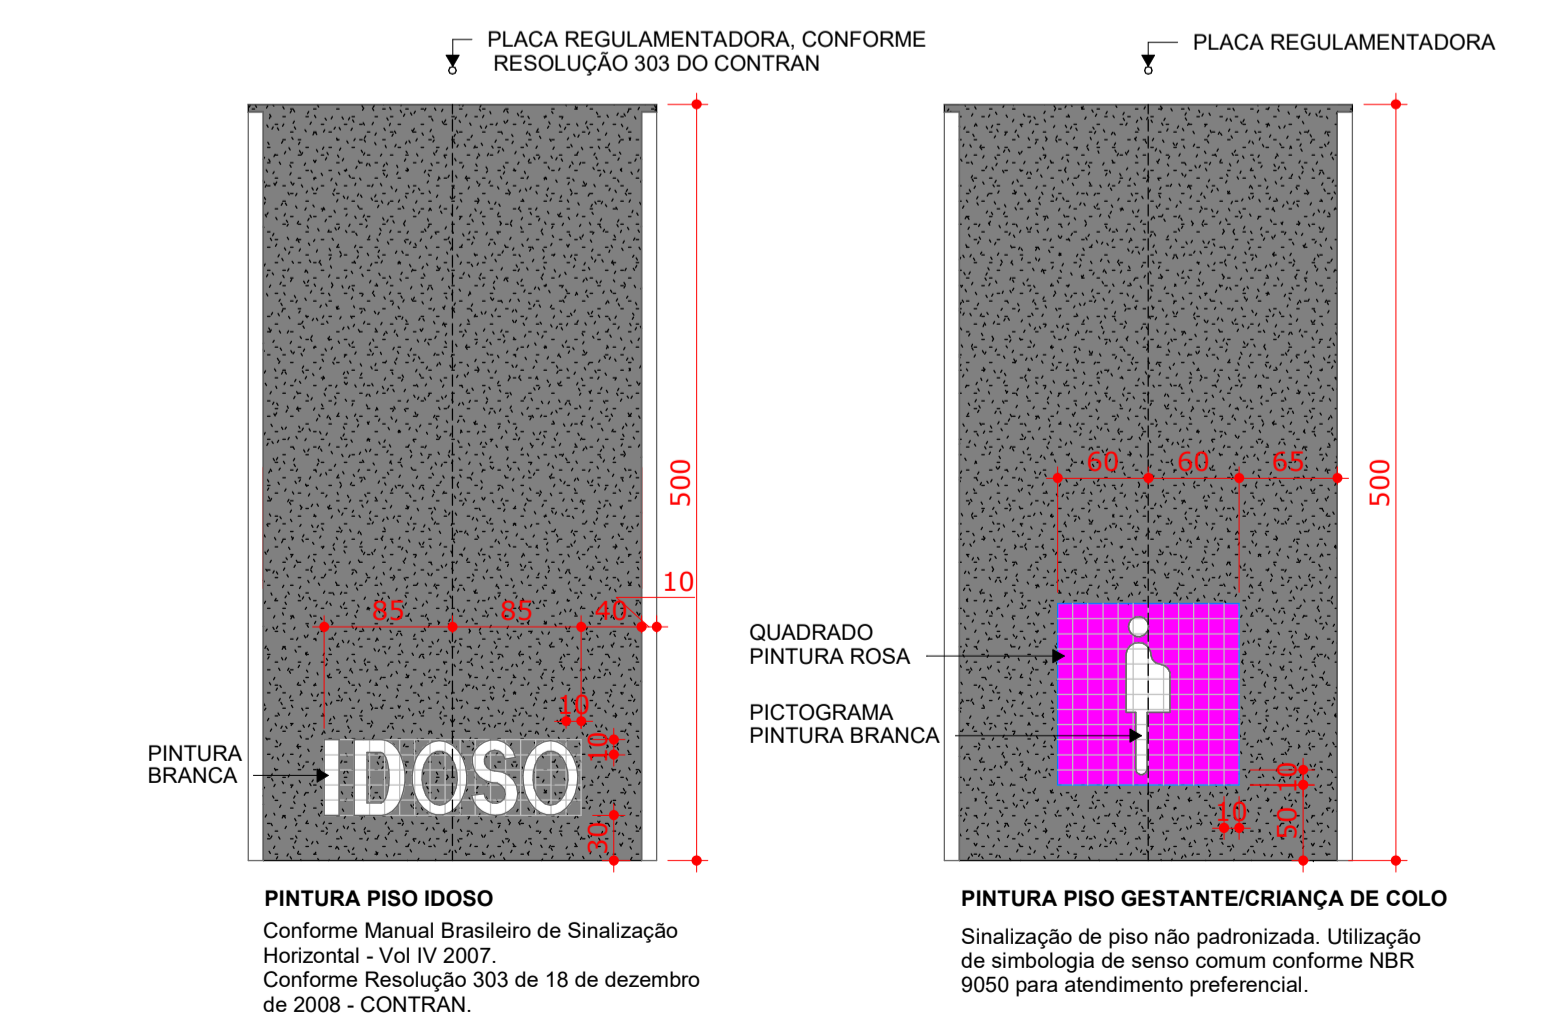 PLACA REGULAMENTADORA, CONFORME
RESOLUÇÃO 303 DO CONTRAN
500
10
85 85 40
10
10
30
PINTURA
BRANCA
IDOSO
PINTURA PISO IDOSO
Conforme Manual Brasileiro de Sinalização
Horizontal - Vol IV 2007.
Conforme Resolução 303 de 18 de dezembro
de 2008 - CONTRAN.
PLACA REGULAMENTADORA
60 60 65
500
QUADRADO
PINTURA ROSA
PICTOGRAMA
PINTURA BRANCA
10
10
50
PINTURA PISO GESTANTE/CRIANÇA DE COLO
Sinalização de piso não padronizada. Utilização
de simbologia de senso comum conforme NBR
9050 para atendimento preferencial.